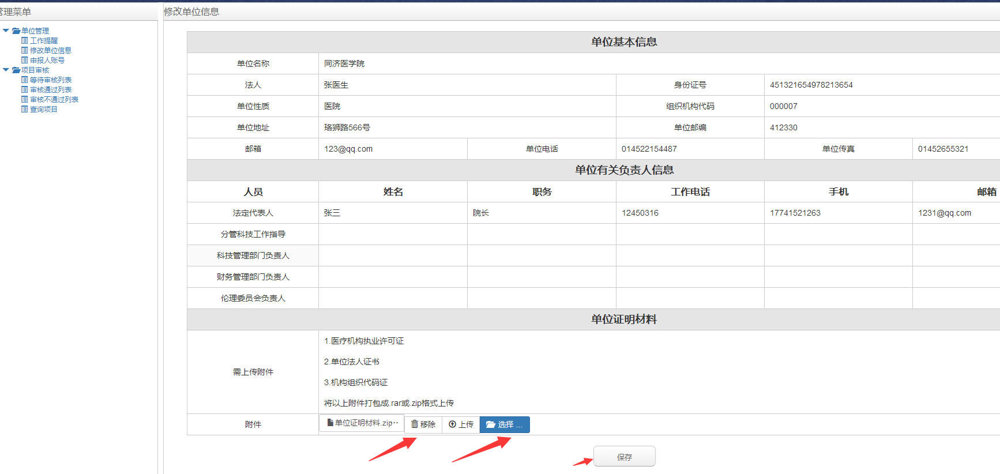 管理菜单
单位管理
工作提醒
修改单位信息
申报人账号
项目审核
等待审核列表
审核通过列表
审核不通过列表
查询项目
修改单位信息
单位基本信息
单位名称 同济医学院
法人 张医生 身份证号 451321654978213654
单位性质 医院 组织机构代码 000007
单位地址 珞狮路566号 单位邮编 412330
邮箱 123@qq.com 单位电话 014522154487 单位传真 01452655321
单位有关负责人信息
人员 姓名 职务 工作电话 手机 邮箱
法定代表人 张三 院长 12450316 17741521263 1231@qq.com
分管科技工作指导
科技管理部门负责人
财务管理部门负责人
伦理委员会负责人
单位证明材料
需上传附件
1.医疗机构执业许可证
2.单位法人证书
3.机构组织代码证
将以上附件打包成.rar或.zip格式上传
附件 单位证明材料.zip··· 移除 上传 选择 ...
保存